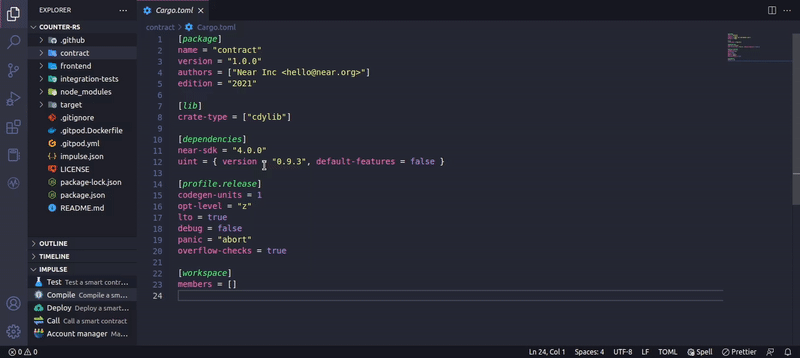 EXPLORER
COUNTER-RS
.github
contract
frontend
integration-tests
node_modules
target
.gitignore
.gitpod.Dockerfile
.gitpod.yml
impulse.json
LICENSE
package-lock.json
package.json
README.md
OUTLINE
TIMELINE
IMPULSE
Test Test a smart contr...
Compile Compile a sma...
Deploy Deploy a smart ...
Call Call a smart contract
Account manager Ma...
Cargo.toml
contract > Cargo.toml
1 [package]
2 name = "contract"
3 version = "1.0.0"
4 authors = ["Near Inc <hello@near.org>"]
5 edition = "2021"
6
7 [lib]
8 crate-type = ["cdylib"]
9
10 [dependencies]
11 near-sdk = "4.0.0"
12 uint = { version = "0.9.3", default-features = false }
13
14 [profile.release]
15 codegen-units = 1
16 opt-level = "z"
17 lto = true
18 debug = false
19 panic = "abort"
20 overflow-checks = true
21
22 [workspace]
23 members = []
24
0 0 Ln 24, Col 1 Spaces: 4 UTF-8 LF TOML Spell Prettier